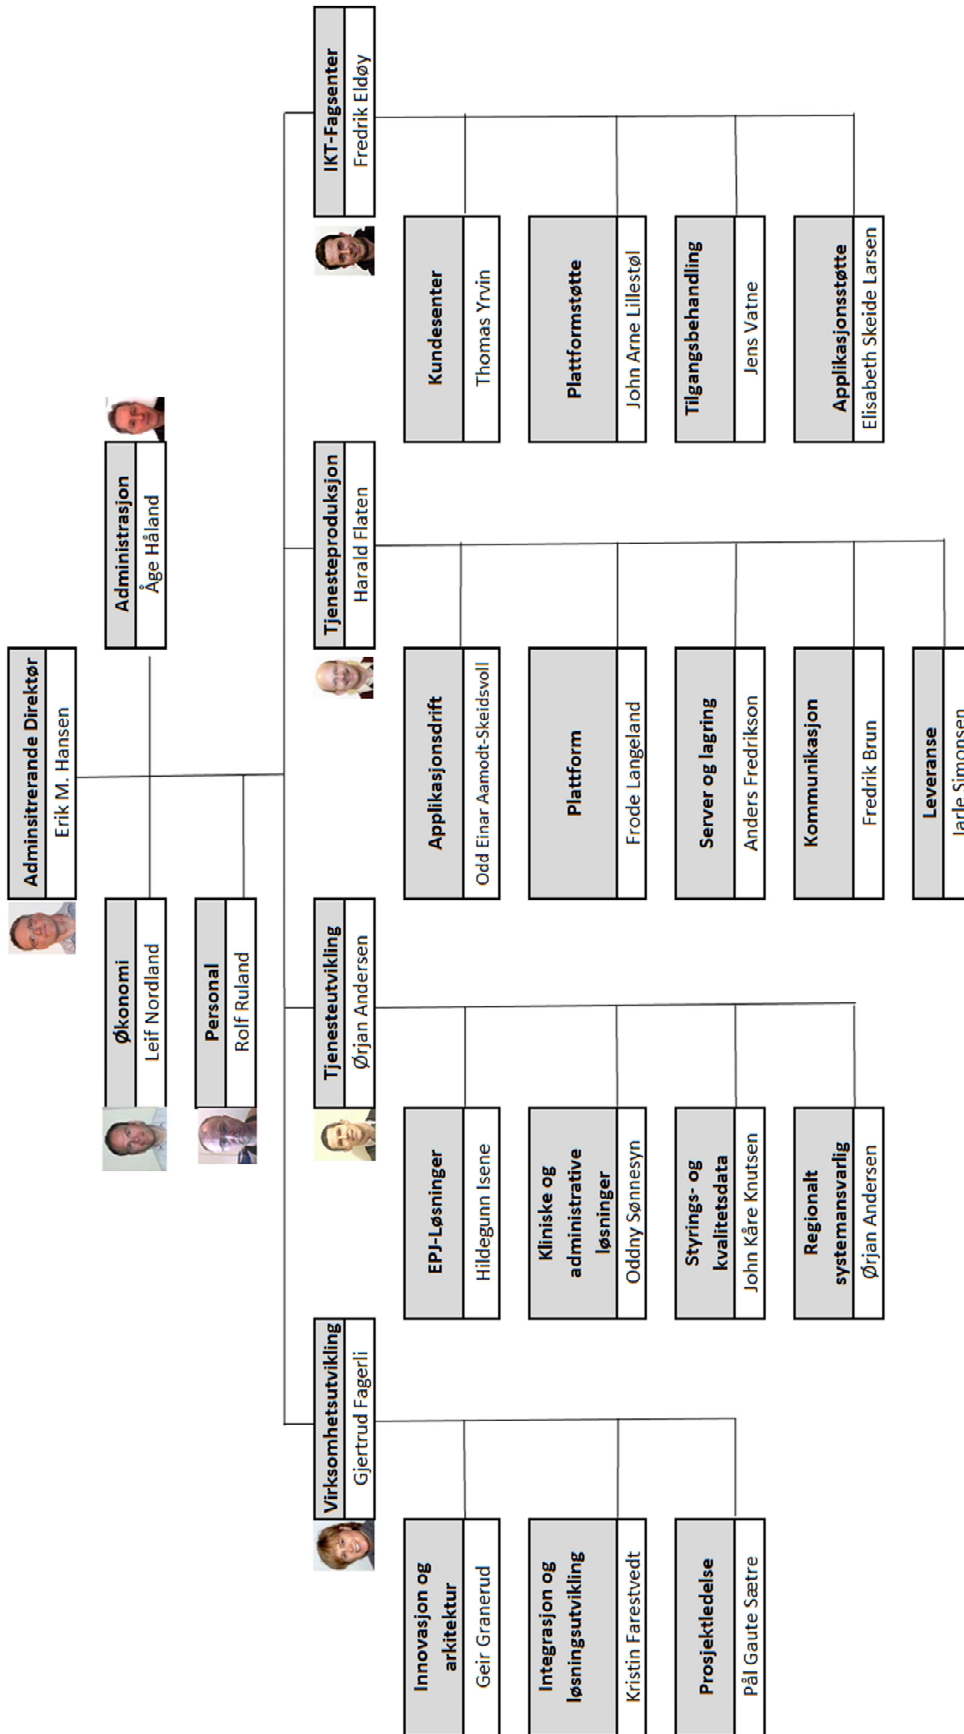 Adminsitrerande Direktør
Erik M. Hansen
Økonomi
Leif Nordland
Administrasjon
Åge Håland
Personal
Rolf Ruland
Virksomhetsutvikling
Gjertrud Fagerli
Innovasjon og
arkitektur
Geir Granerud
Integrasjon og
løsningsutvikling
Kristin Farestvedt
Prosjektledelse
Pål Gaute Sætre
Tjenesteutvikling
Ørjan Andersen
EPJ-Løsninger
Hildegunn Isene
Kliniske og
administrative
løsninger
Oddny Sønnesyn
Styrings- og
kvalitetsdata
John Kåre Knutsen
Regionalt
systemansvarlig
Ørjan Andersen
Tjenesteproduksjon
Harald Flaten
Applikasjonsdrift
Odd Einar Aamodt-Skeidsvoll
Plattform
Frode Langeland
Server og lagring
Anders Fredrikson
Kommunikasjon
Fredrik Brun
Leveranse
Jarle Simonsen
IKT-Fagsenter
Fredrik Eldøy
Kundesenter
Thomas Yrvin
Plattformstøtte
John Arne Lillestøl
Tilgangsbehandling
Jens Vatne
Applikasjonsstøtte
Elisabeth Skeide Larsen